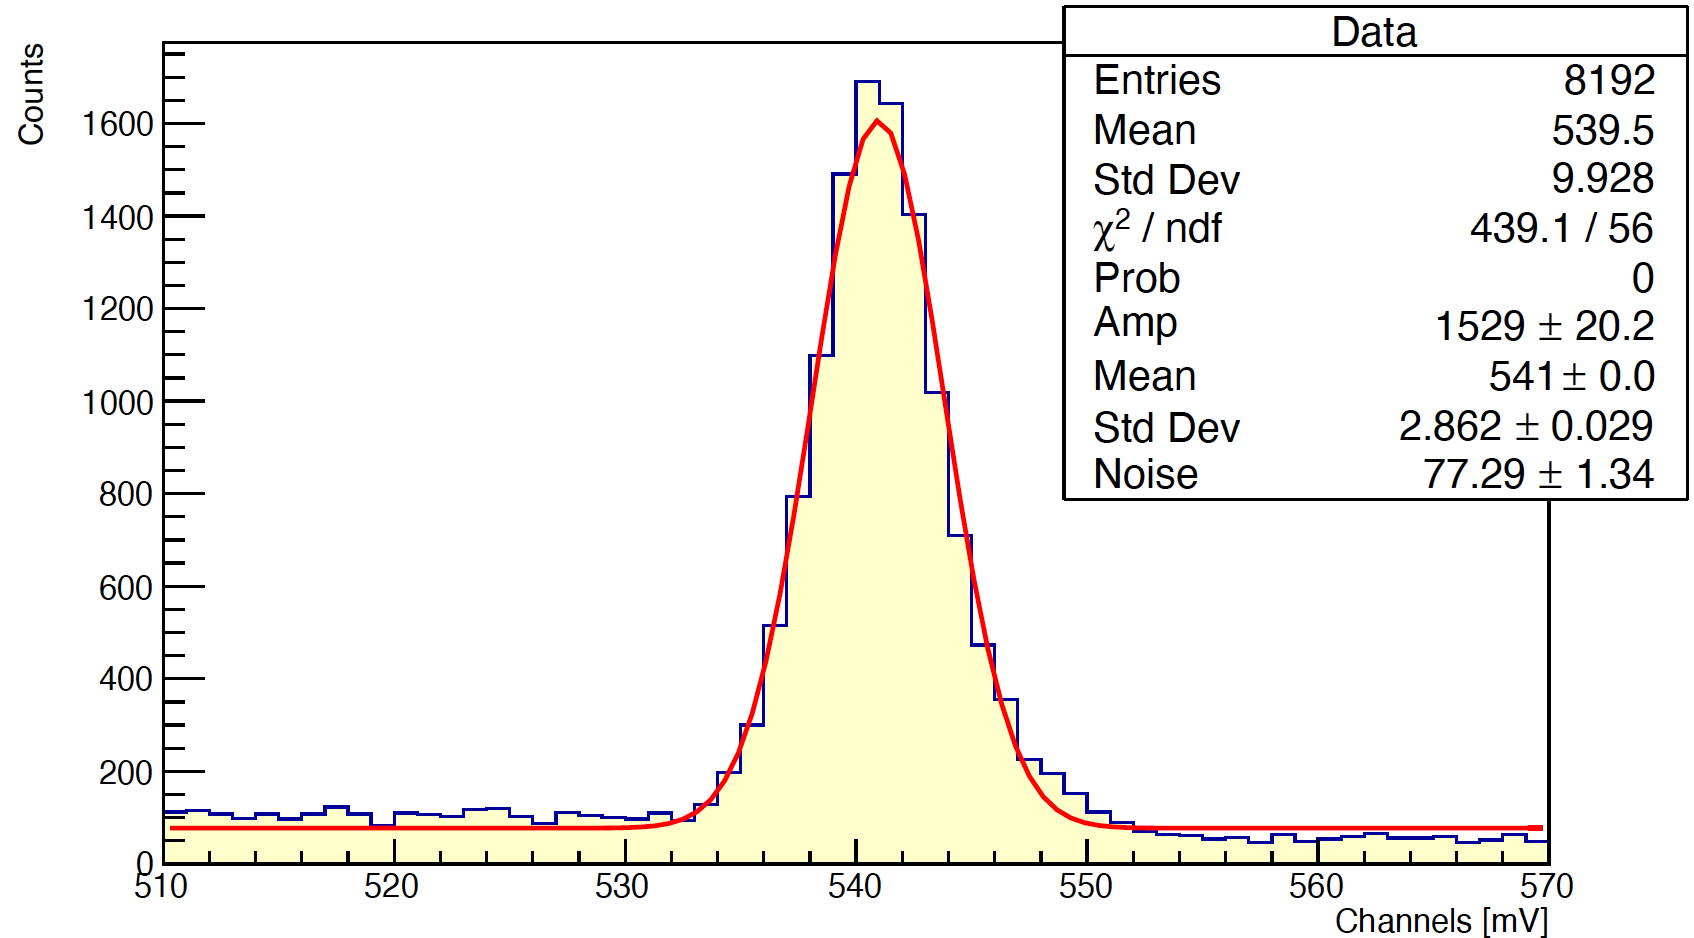 Counts
1600
1400
1200
1000
800
600
400
200
0
510 520 530 540 550 560 570
Channels [mV]
Data
Entries 8192
Mean 539.5
Std Dev 9.928
χ² / ndf 439.1 / 56
Prob 0
Amp 1529 ± 20.2
Mean 541± 0.0
Std Dev 2.862 ± 0.029
Noise 77.29 ± 1.34